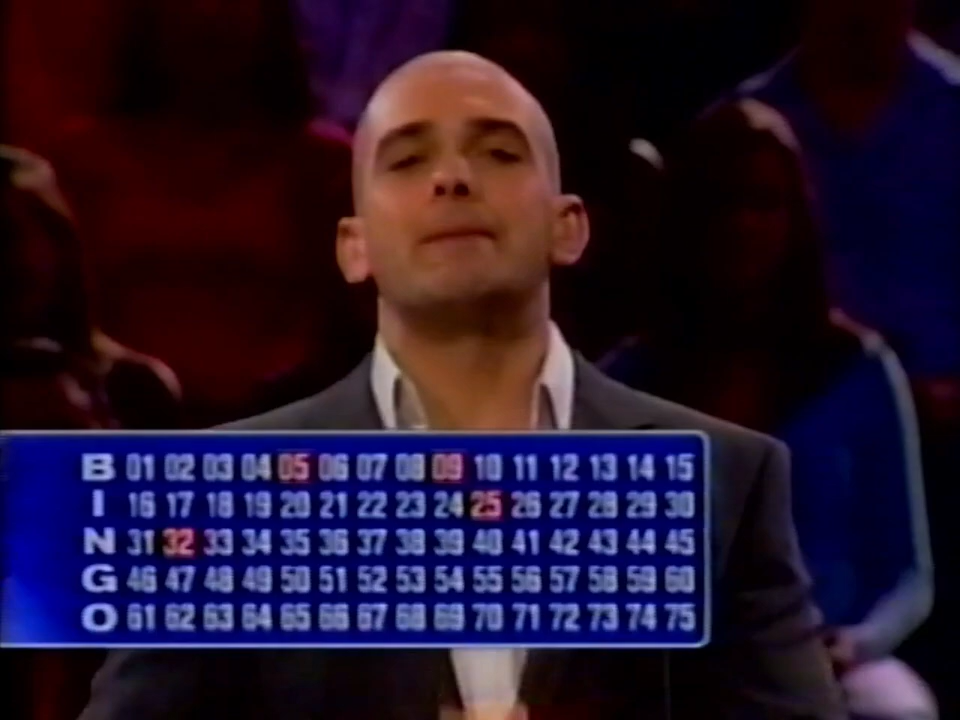 B 01 02 03 04 05 06 07 08 09 10 11 12 13 14 15
I 16 17 18 19 20 21 22 23 24 25 26 27 28 29 30
N 31 32 33 34 35 36 37 38 39 40 41 42 43 44 45
G 46 47 48 49 50 51 52 53 54 55 56 57 58 59 60
O 61 62 63 64 65 66 67 68 69 70 71 72 73 74 75